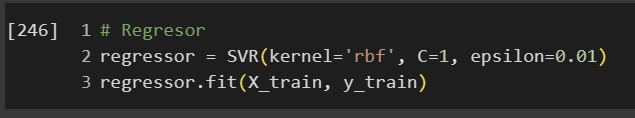 [246] 1 # Regresor
2 regressor = SVR(kernel='rbf', C=1, epsilon=0.01)
3 regressor.fit(X_train, y_train)